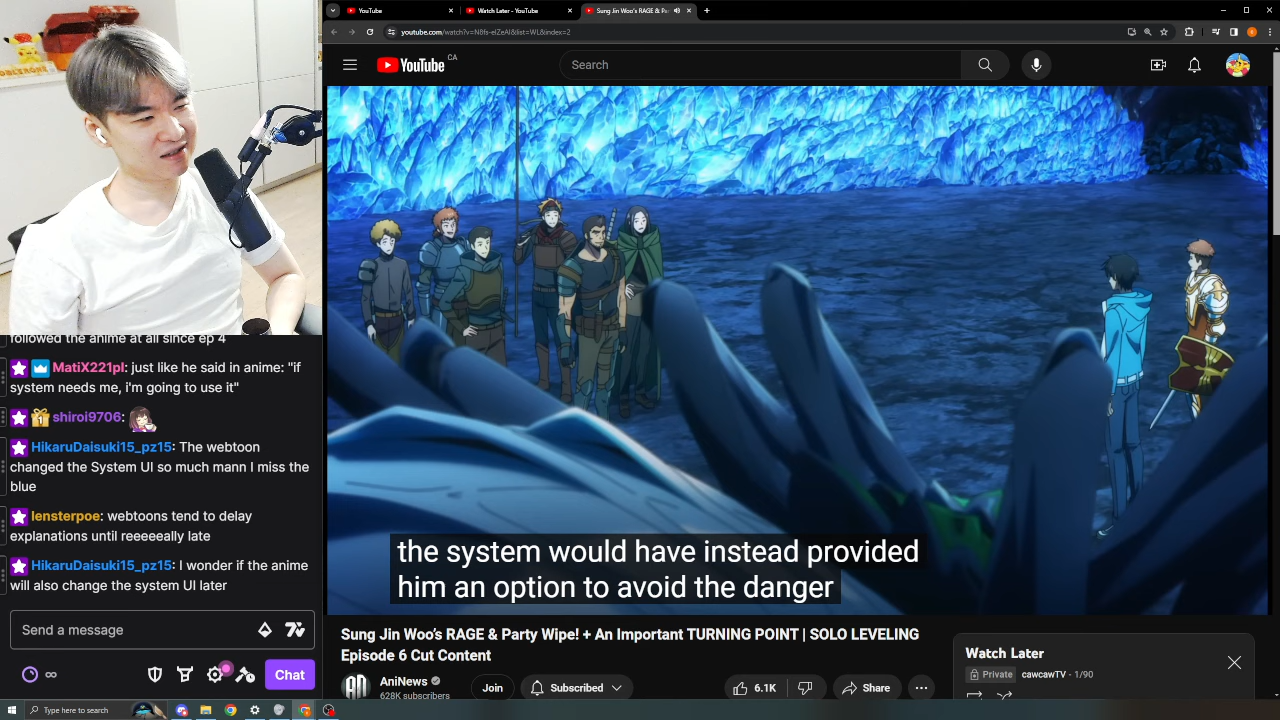 YouTube
Watch Later - YouTube
Sung Jin Woo's RAGE & Pa
youtube.com/watch?v=N8fs-eIZeAI&list=WL&index=2
YouTube CA
Search
followed the anime at all since ep 4
MatiX221pl: just like he said in anime: "if
system needs me, i'm going to use it"
shiroi9706:
HikaruDaisuki15_pz15: The webtoon
changed the System UI so much mann I miss the
blue
lensterpoe: webtoons tend to delay
explanations until reeeeeally
late
HikaruDaisuki15_pz15: I wonder if the anime
will also change the system UI later
Send a message
Chat
the system would have instead provided
him an option to avoid the danger
Sung Jin Woo's RAGE & Party Wipe! + An Important TURNING POINT | SOLO LEVELING
Episode 6 Cut Content
AN
AniNews
628K subscribers
Join
Subscribed
6.1K
Share
Watch Later
Private
cawcawTV - 1/90
Type here to search